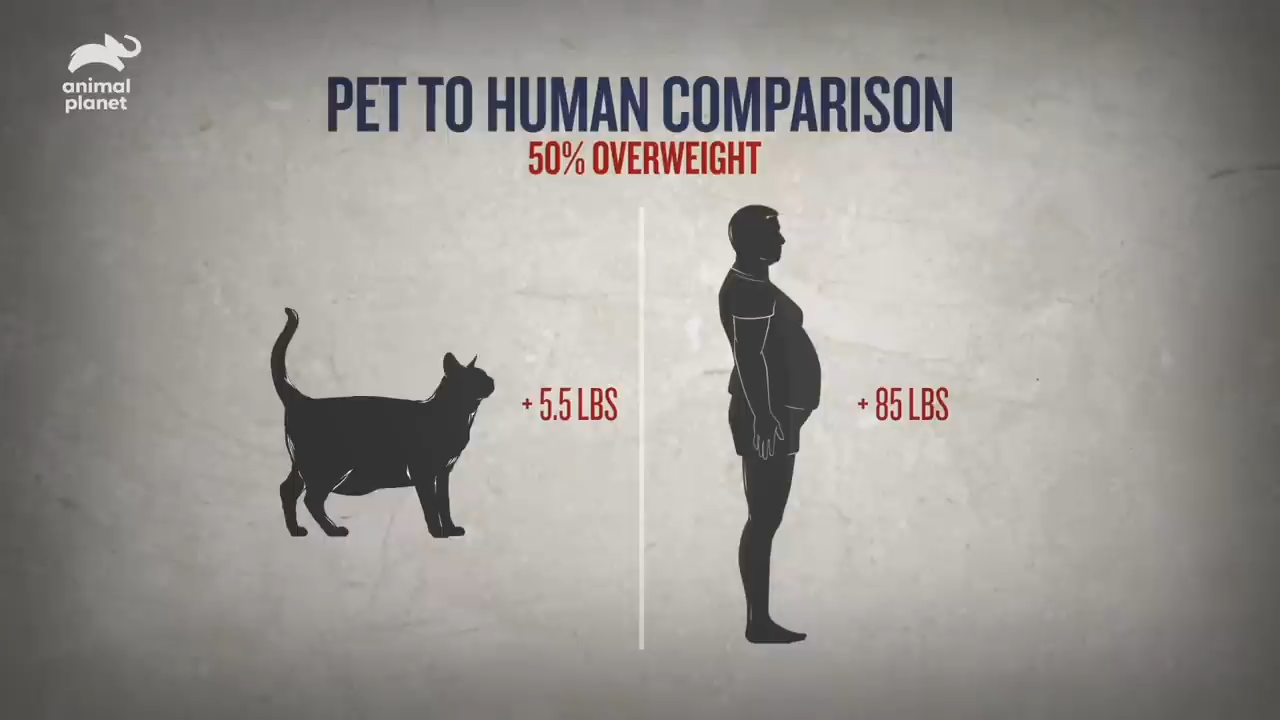 animal
planet
PET TO HUMAN COMPARISON
50% OVERWEIGHT
+ 5.5 LBS
+ 85 LBS